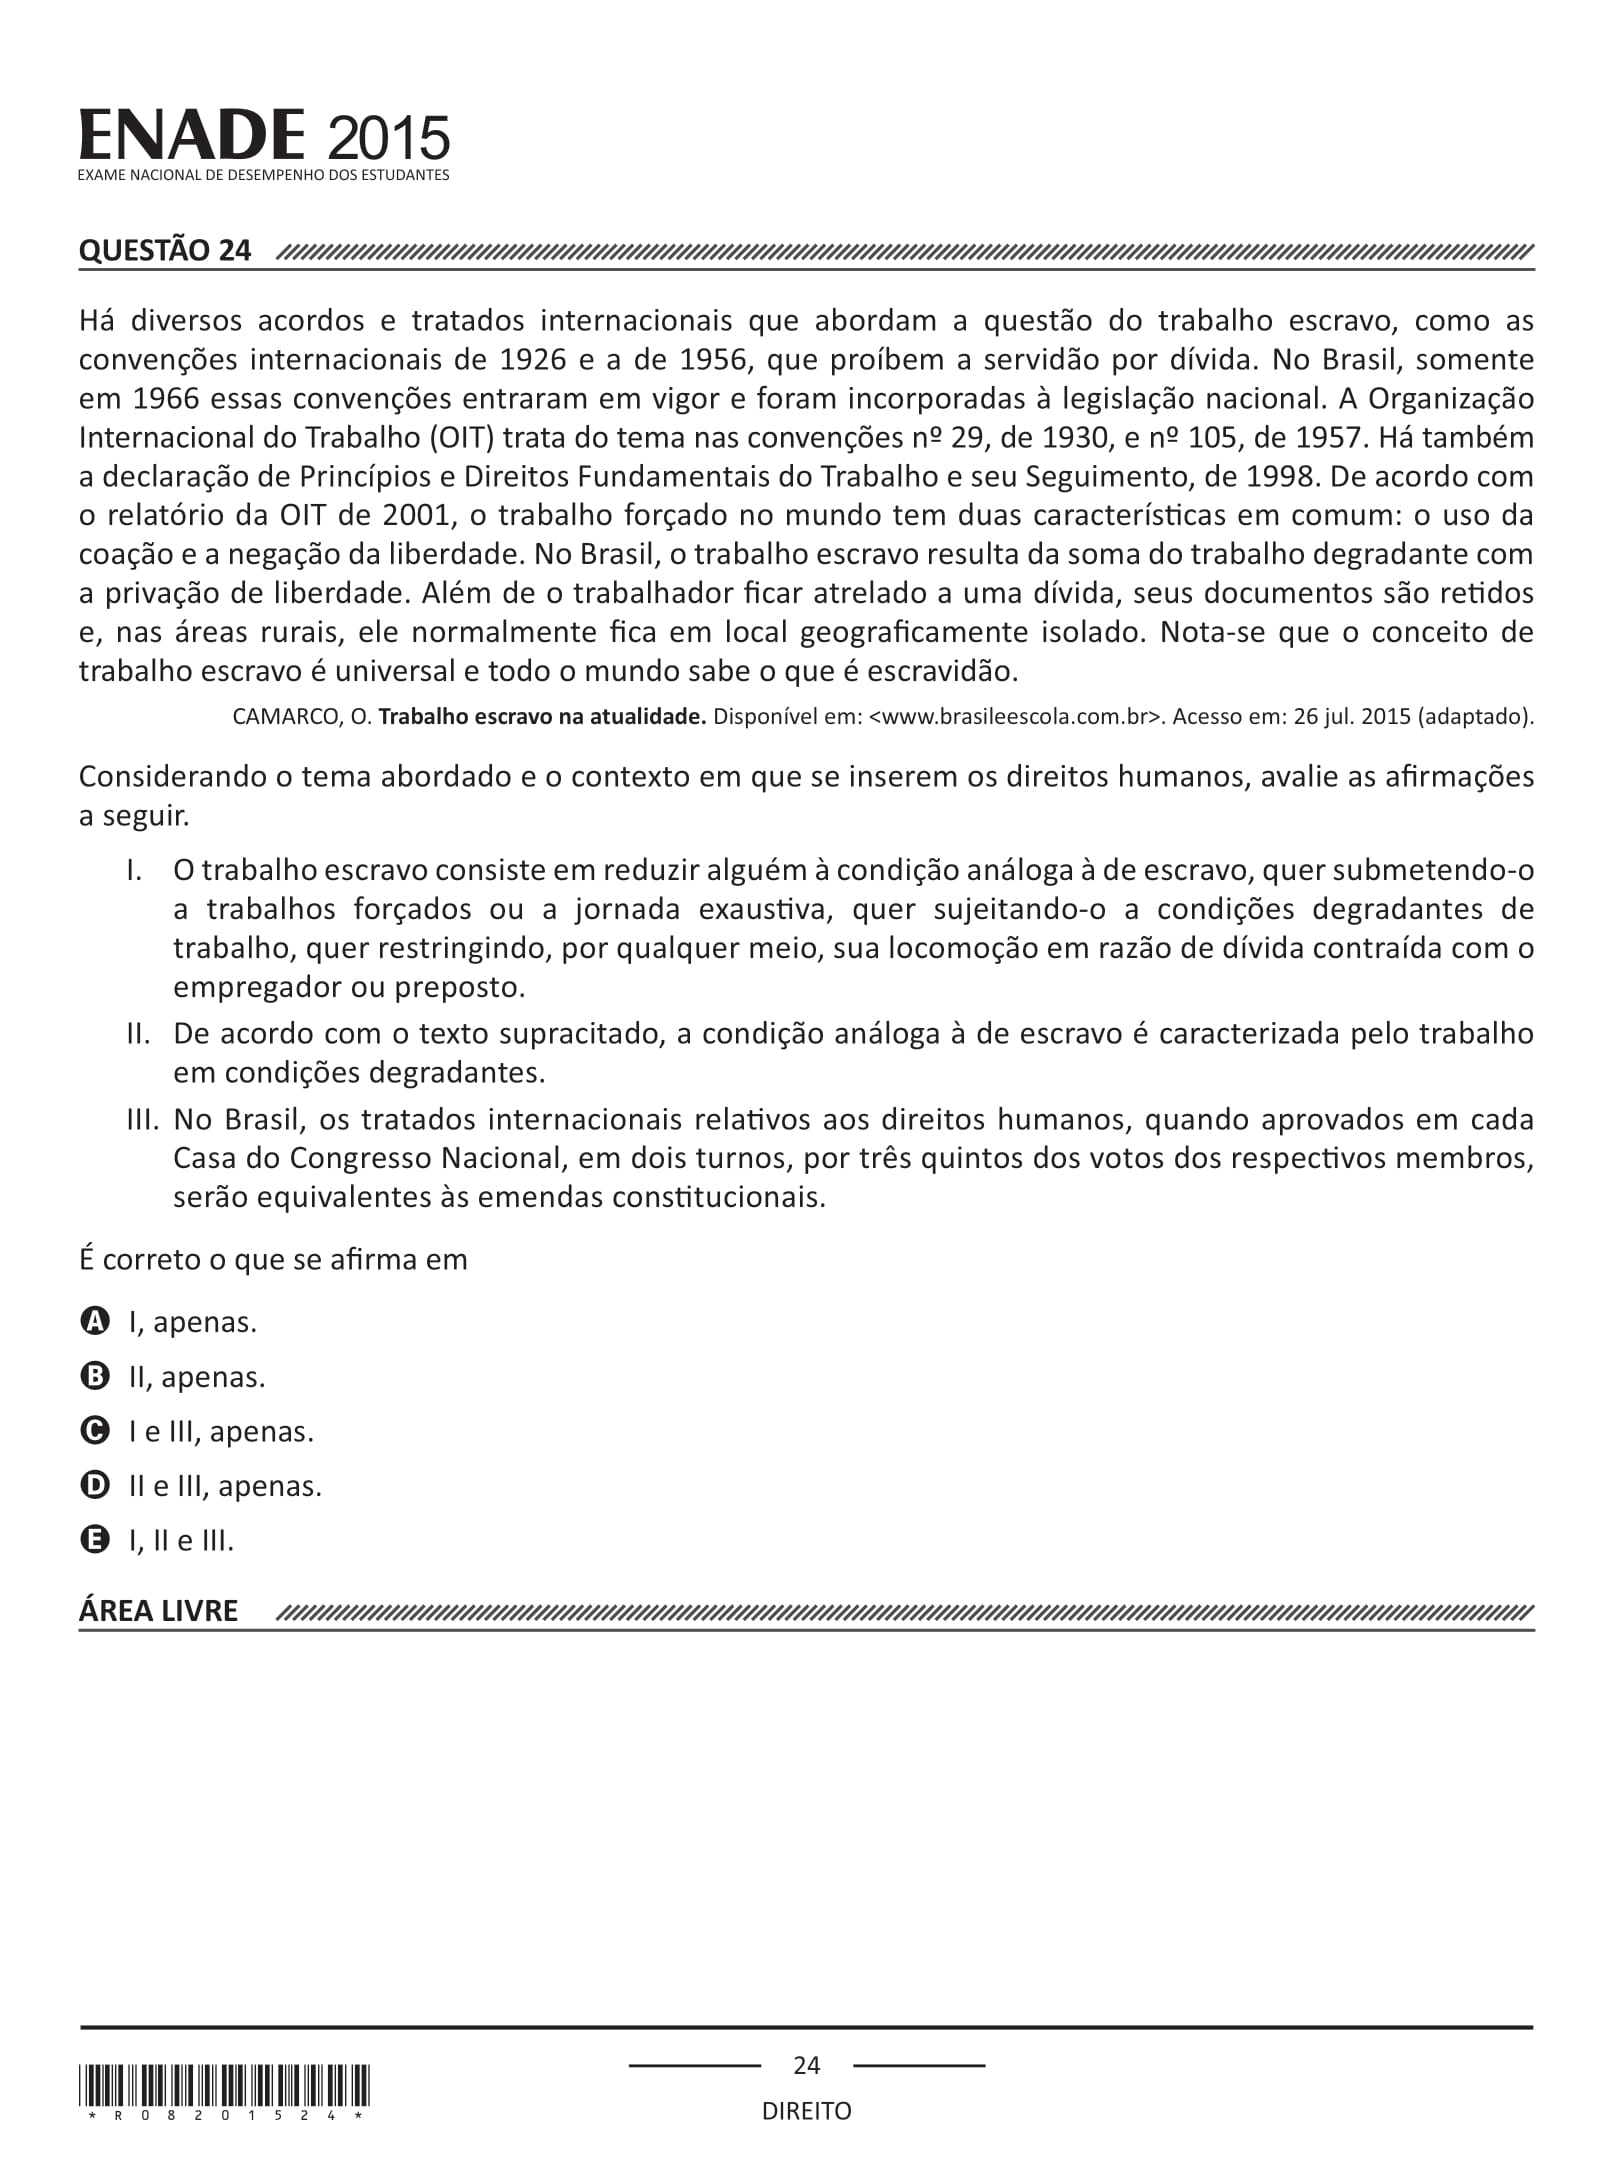 ENADE 2015
EXAME NACIONAL DE DESEMPENHO DOS ESTUDANTES
QUESTÃO 24
Há diversos acordos e tratados internacionais que abordam a questão do trabalho escravo, como as
convenções internacionais de 1926 e a de 1956, que proíbem a servidão por dívida. No Brasil, somente
em 1966 essas convenções entraram em vigor e foram incorporadas à legislação nacional. A Organização
Internacional do Trabalho (OIT) trata do tema nas convenções nº 29, de 1930, e nº 105, de 1957. Há também
a declaração de Princípios e Direitos Fundamentais do Trabalho e seu Seguimento, de 1998. De acordo com
o relatório da OIT de 2001, o trabalho forçado no mundo tem duas características em comum: o uso da
coação e a negação da liberdade. No Brasil, o trabalho escravo resulta da soma do trabalho degradante com
a privação de liberdade. Além de o trabalhador ficar atrelado a uma dívida, seus documentos são retidos
e, nas áreas rurais, ele normalmente fica em local geograficamente isolado. Nota-se que o conceito de
trabalho escravo é universal e todo o mundo sabe o que é escravidão.
CAMARCO, O. Trabalho escravo na atualidade. Disponível em: <www.brasileescola.com.br>. Acesso em: 26 jul. 2015 (adaptado).
Considerando o tema abordado e o contexto em que se inserem os direitos humanos, avalie as afirmações
a seguir.
I. O trabalho escravo consiste em reduzir alguém à condição análoga à de escravo, quer submetendo-o
a trabalhos forçados ou a jornada exaustiva, quer sujeitando-o a condições degradantes de
trabalho, quer restringindo, por qualquer meio, sua locomoção em razão de dívida contraída com o
empregador ou preposto.
II. De acordo com o texto supracitado, a condição análoga à de escravo é caracterizada pelo trabalho
em condições degradantes.
III. No Brasil, os tratados internacionais relativos aos direitos humanos, quando aprovados em cada
Casa do Congresso Nacional, em dois turnos, por três quintos dos votos dos respectivos membros,
serão equivalentes às emendas constitucionais.
É correto o que se afirma em
A I, apenas.
B II, apenas.
C I e III, apenas.
D II e III, apenas.
E I, II e III.
ÁREA LIVRE
24
DIREITO
*R08201524*